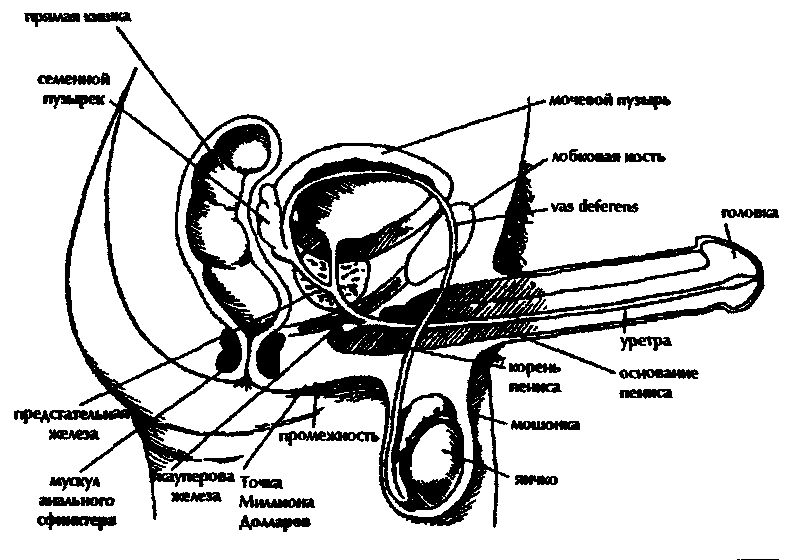 прямая кишка
семенной
пузырек
мочевой пузырь
лобковая кость
vas deferens
головка
уретра
корень
пениса
основание
пениса
предстательная
железа
промежность
мошонка
яичко
мускул
анального
сфинктера
кауперова
железа
Точка
Миллиона
Долларов